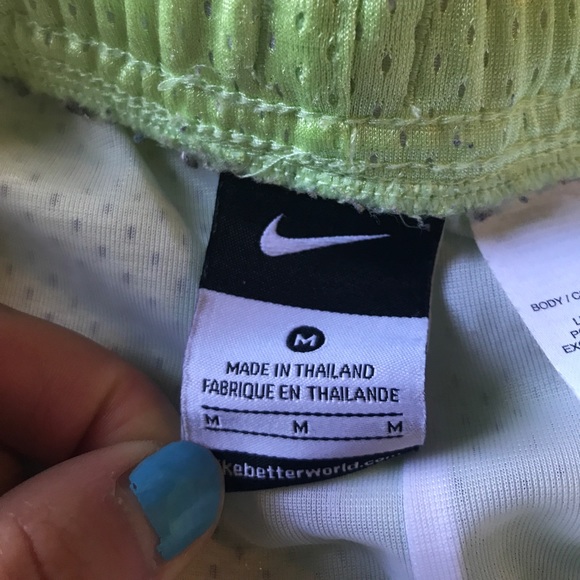 M
MADE IN THAILAND
FABRIQUE EN THAILANDE
M M M
kebetterworld.com
BODY / C